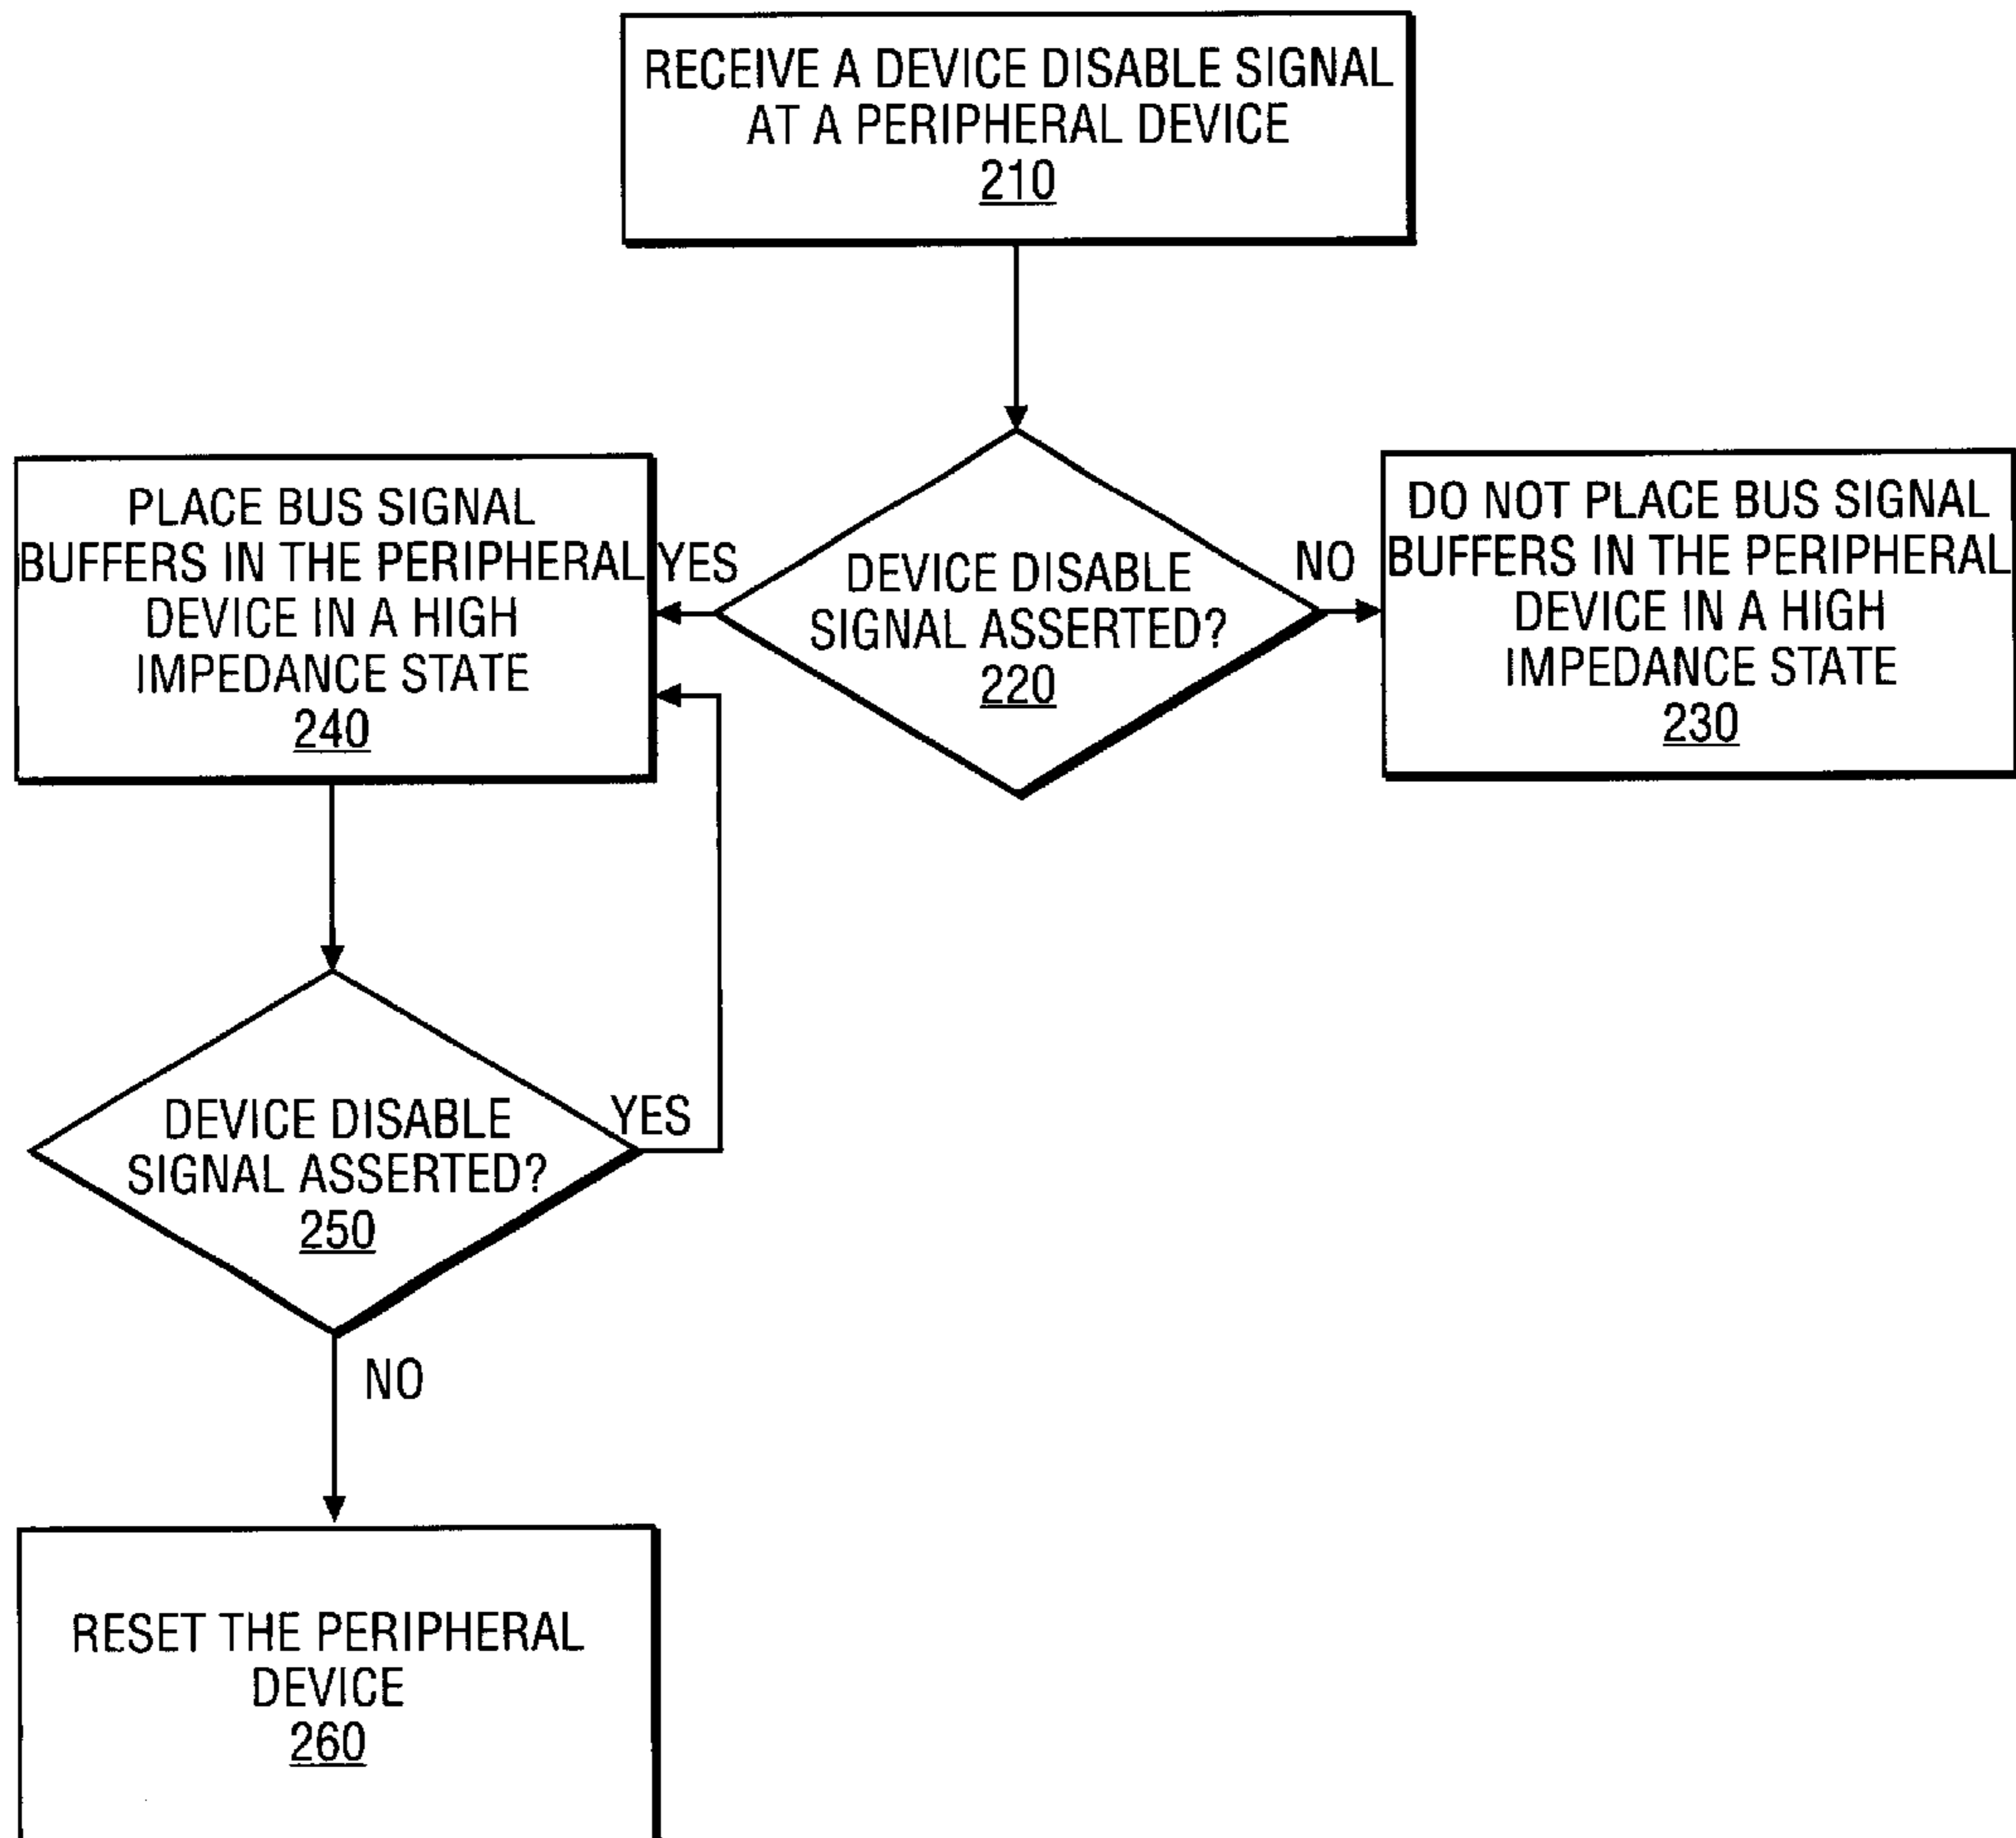 RECEIVE A DEVICE DISABLE SIGNAL
AT A PERIPHERAL DEVICE
210
PLACE BUS SIGNAL
BUFFERS IN THE PERIPHERAL
DEVICE IN A HIGH
IMPEDANCE STATE
240
YES
DEVICE DISABLE
SIGNAL ASSERTED?
220
NO
DO NOT PLACE BUS SIGNAL
BUFFERS IN THE PERIPHERAL
DEVICE IN A HIGH
IMPEDANCE STATE
230
DEVICE DISABLE
SIGNAL ASSERTED?
250
YES
NO
RESET THE PERIPHERAL
DEVICE
260